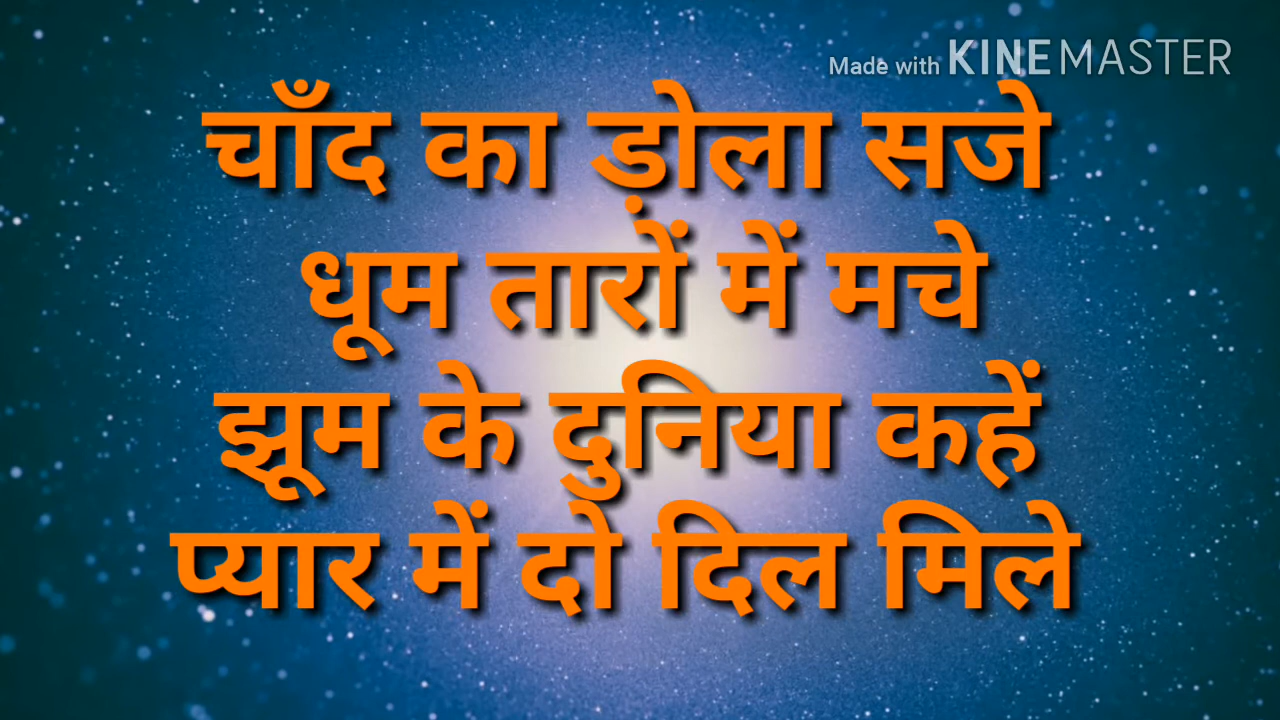 Made with KINEMASTER
चाँद का ड़ोला सजे
धूम तारों में मचे
झूम के दुनिया कहें
प्यार में दो दिल मिले